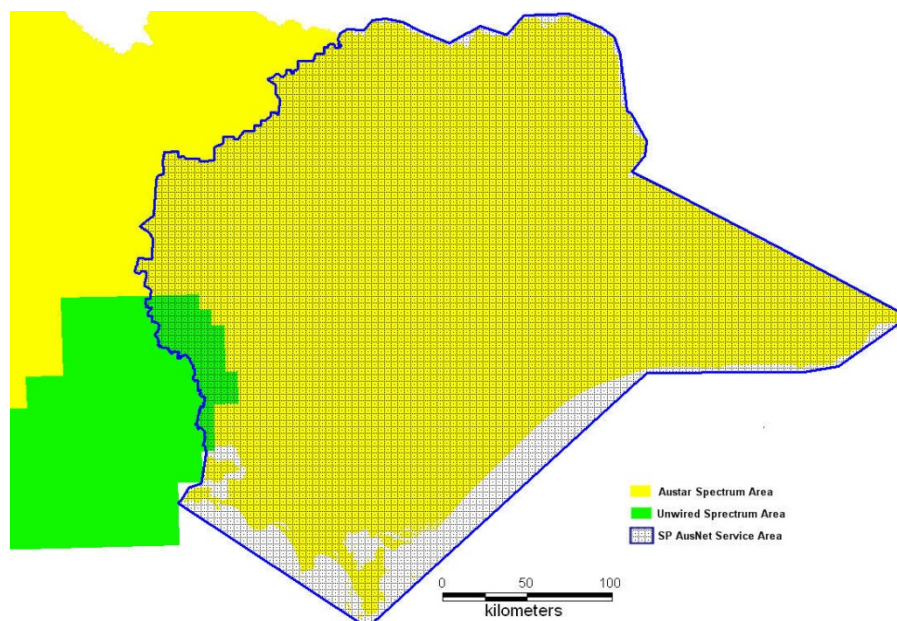 Austar Spectrum Area
Unwired Sprectrum Area
SP AusNet Service Area
0 50 100
kilometers